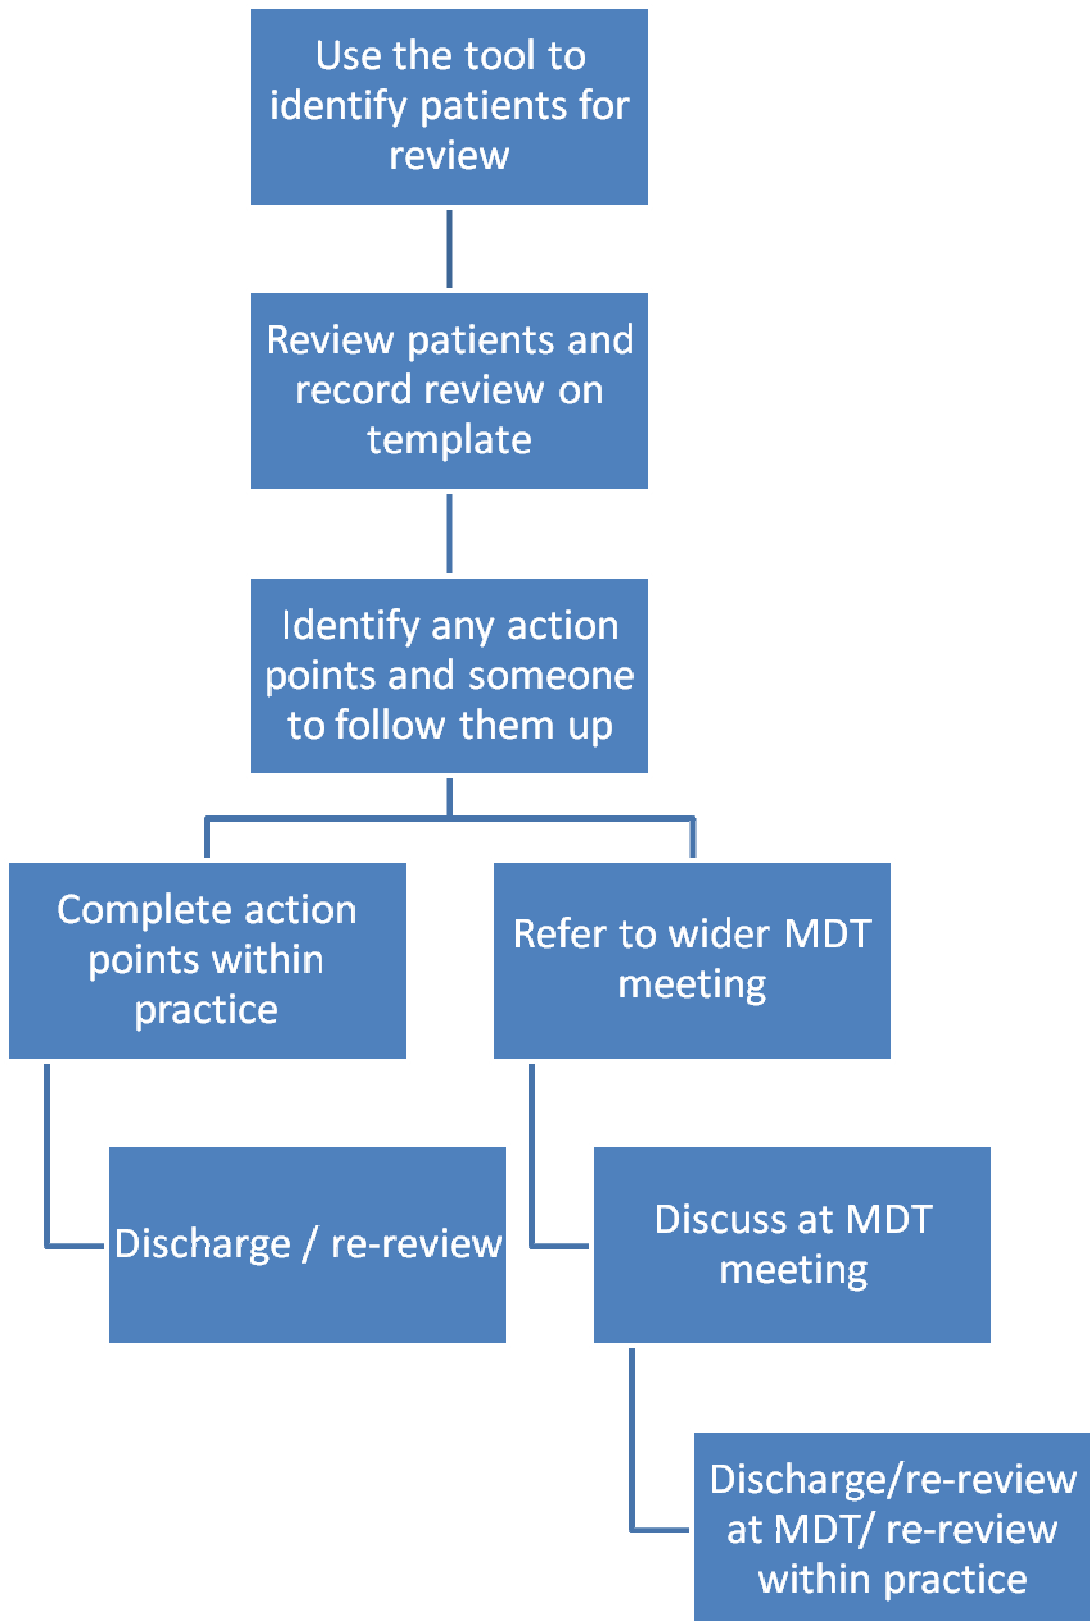 Use the tool to
identify patients for
review
Review patients and
record review on
template
Identify any action
points and someone
to follow them up
Complete action
points within
practice
Refer to wider MDT
meeting
Discharge / re-review
Discuss at MDT
meeting
Discharge/re-review
at MDT/ re-review
within practice